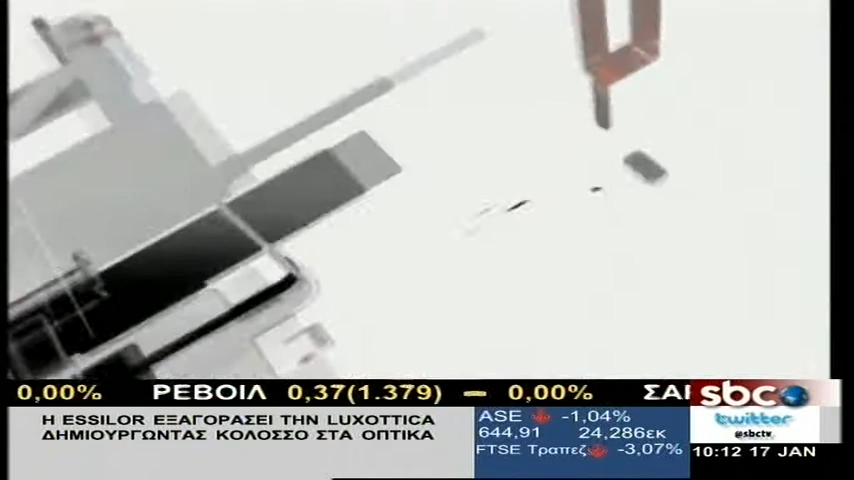 0,00% ΡΕΒΟΙΛ 0,37(1.379) 0,00% ΣΑΡ
sbc
twitter
@sbctv
10:12 17 JAN
Η ESSILOR ΕΞΑΓΟΡΑΣΕΙ ΤΗΝ LUXOTTICA
ΔΗΜΙΟΥΡΓΩΝΤΑΣ ΚΟΛΟΣΣΟ ΣΤΑ ΟΠΤΙΚΑ
ASE -1,04%
644,91 24,286εκ
FTSE Τραπεζ -3,07%